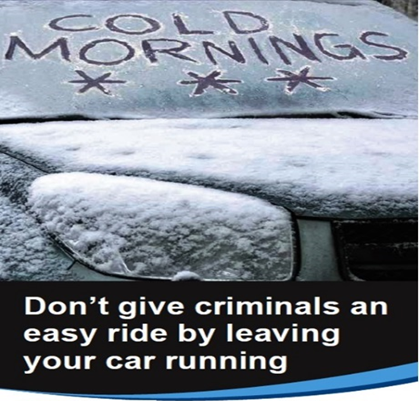 COLD
MORNINGS
* * *
Don't give criminals an
easy ride by leaving
your car running